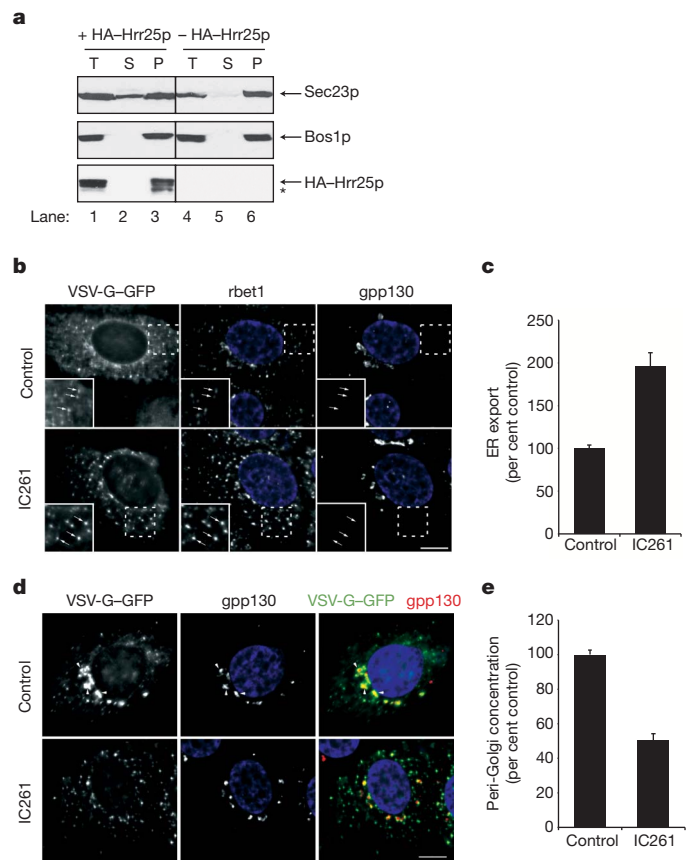 a
+ HA–Hrr25p – HA–Hrr25p
T S P T S P
Sec23p
Bos1p
HA–Hrr25p
*
Lane: 1 2 3 4 5 6
b
VSV-G–GFP rbet1 gpp130
Control
IC261
c
ER export
(per cent control)
250
200
150
100
50
0
Control IC261
d
VSV-G–GFP gpp130 VSV-G–GFP gpp130
Control
IC261
e
Peri-Golgi concentration
(per cent control)
120
100
80
60
40
20
0
Control IC261